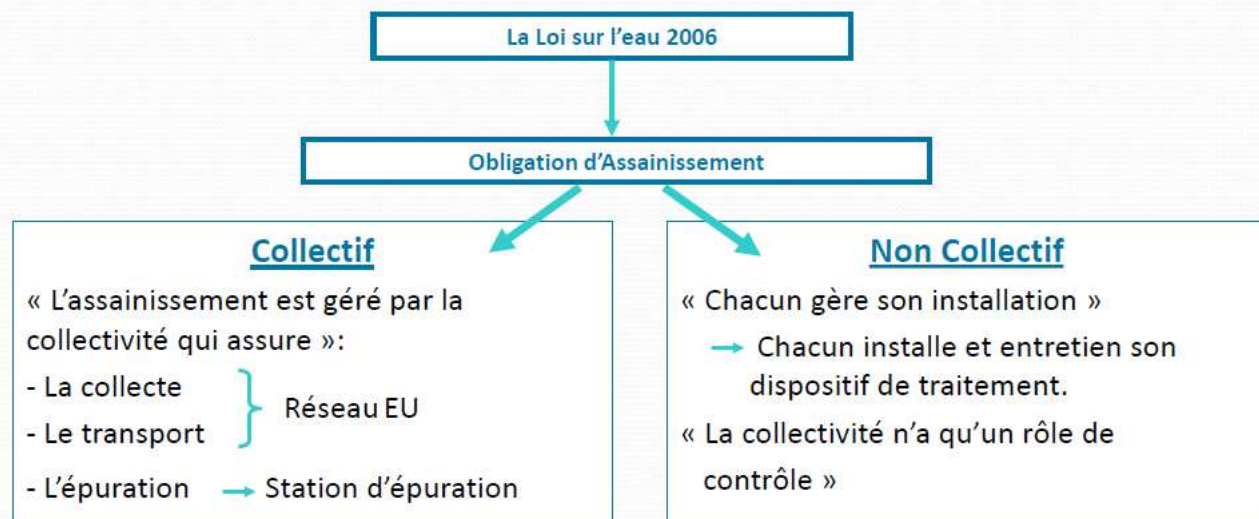 La Loi sur l'eau 2006
Obligation d'Assainissement
Collectif
« L'assainissement est géré par la
collectivité qui assure »:
- La collecte
- Le transport
Réseau EU
- L'épuration
Station d'épuration
Non Collectif
« Chacun gère son installation »
Chacun installe et entretien son
dispositif de traitement.
« La collectivité n'a qu'un rôle de
contrôle »